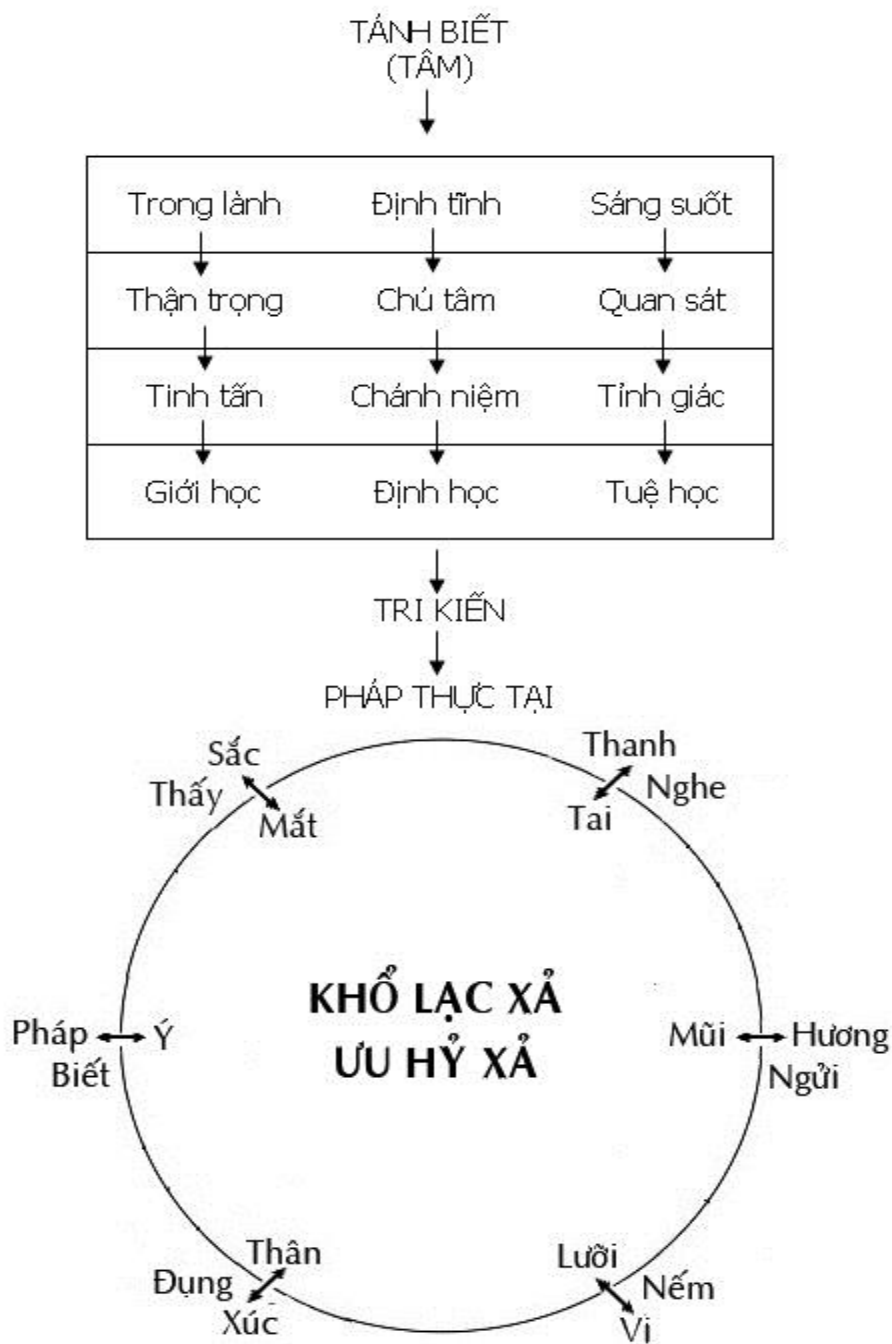 TÁNH BIẾT
(TÂM)
Trong lành Định tĩnh Sáng suốt
Thận trọng Chú tâm Quan sát
Tinh tấn Chánh niệm Tỉnh giác
Giới học Định học Tuệ học
TRI KIẾN
PHÁP THỰC TẠI
Sắc
Thấy
Mắt
Thanh
Nghe
Tai
KHỔ LẠC XẢ
ƯU HỶ XẢ
Pháp Ý
Biết
Mũi Hương
Ngửi
Thân
Đụng
Xúc
Lưỡi
Nếm
Vị